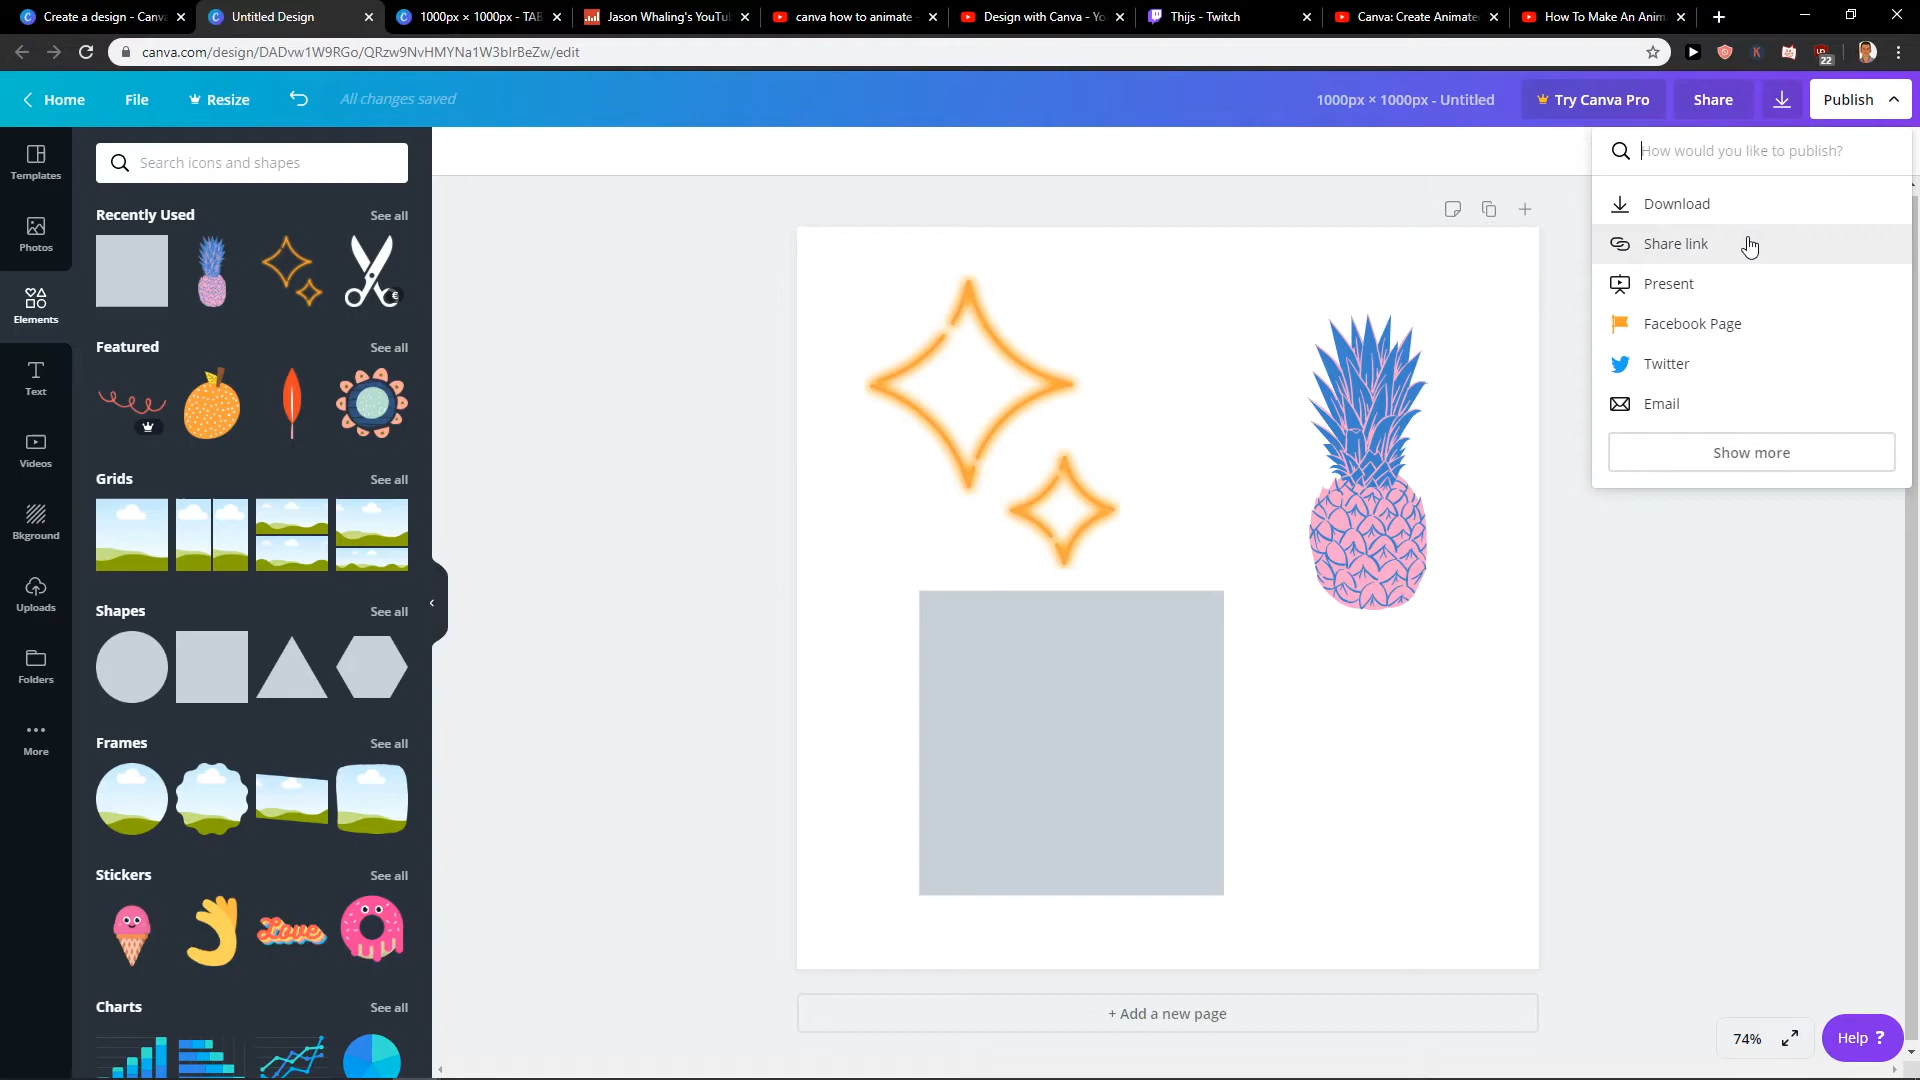 Create a design - Canva
Untitled Design
1000px × 1000px - TAB
Jason Whaling's YouTu
canva how to animate
Design with Canva - Yo
Thijs - Twitch
Canva: Create Animate
How To Make An Anim
canva.com/design/DADvw1W9RGo/QRzw9NvHMYNa1W3bIrBeZw/edit
22
Home
File
Resize
All changes saved
1000px × 1000px - Untitled
Try Canva Pro
Share
Publish
Templates
Photos
Elements
Text
Videos
Bkground
Uploads
Folders
More
Search icons and shapes
Recently Used
See all
Featured
See all
Grids
See all
Shapes
See all
Frames
See all
Stickers
See all
Love
Charts
See all
How would you like to publish?
Download
Share link
Present
Facebook Page
Twitter
Email
Show more
+ Add a new page
74%
Help ?